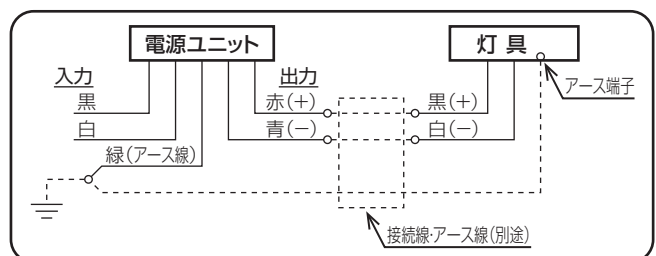 電源ユニット
灯具
入力
出力
アース端子
黒
赤(+)
黒(+)
白
青(−)
白(−)
緑(アース線)
接続線・アース線(別途)